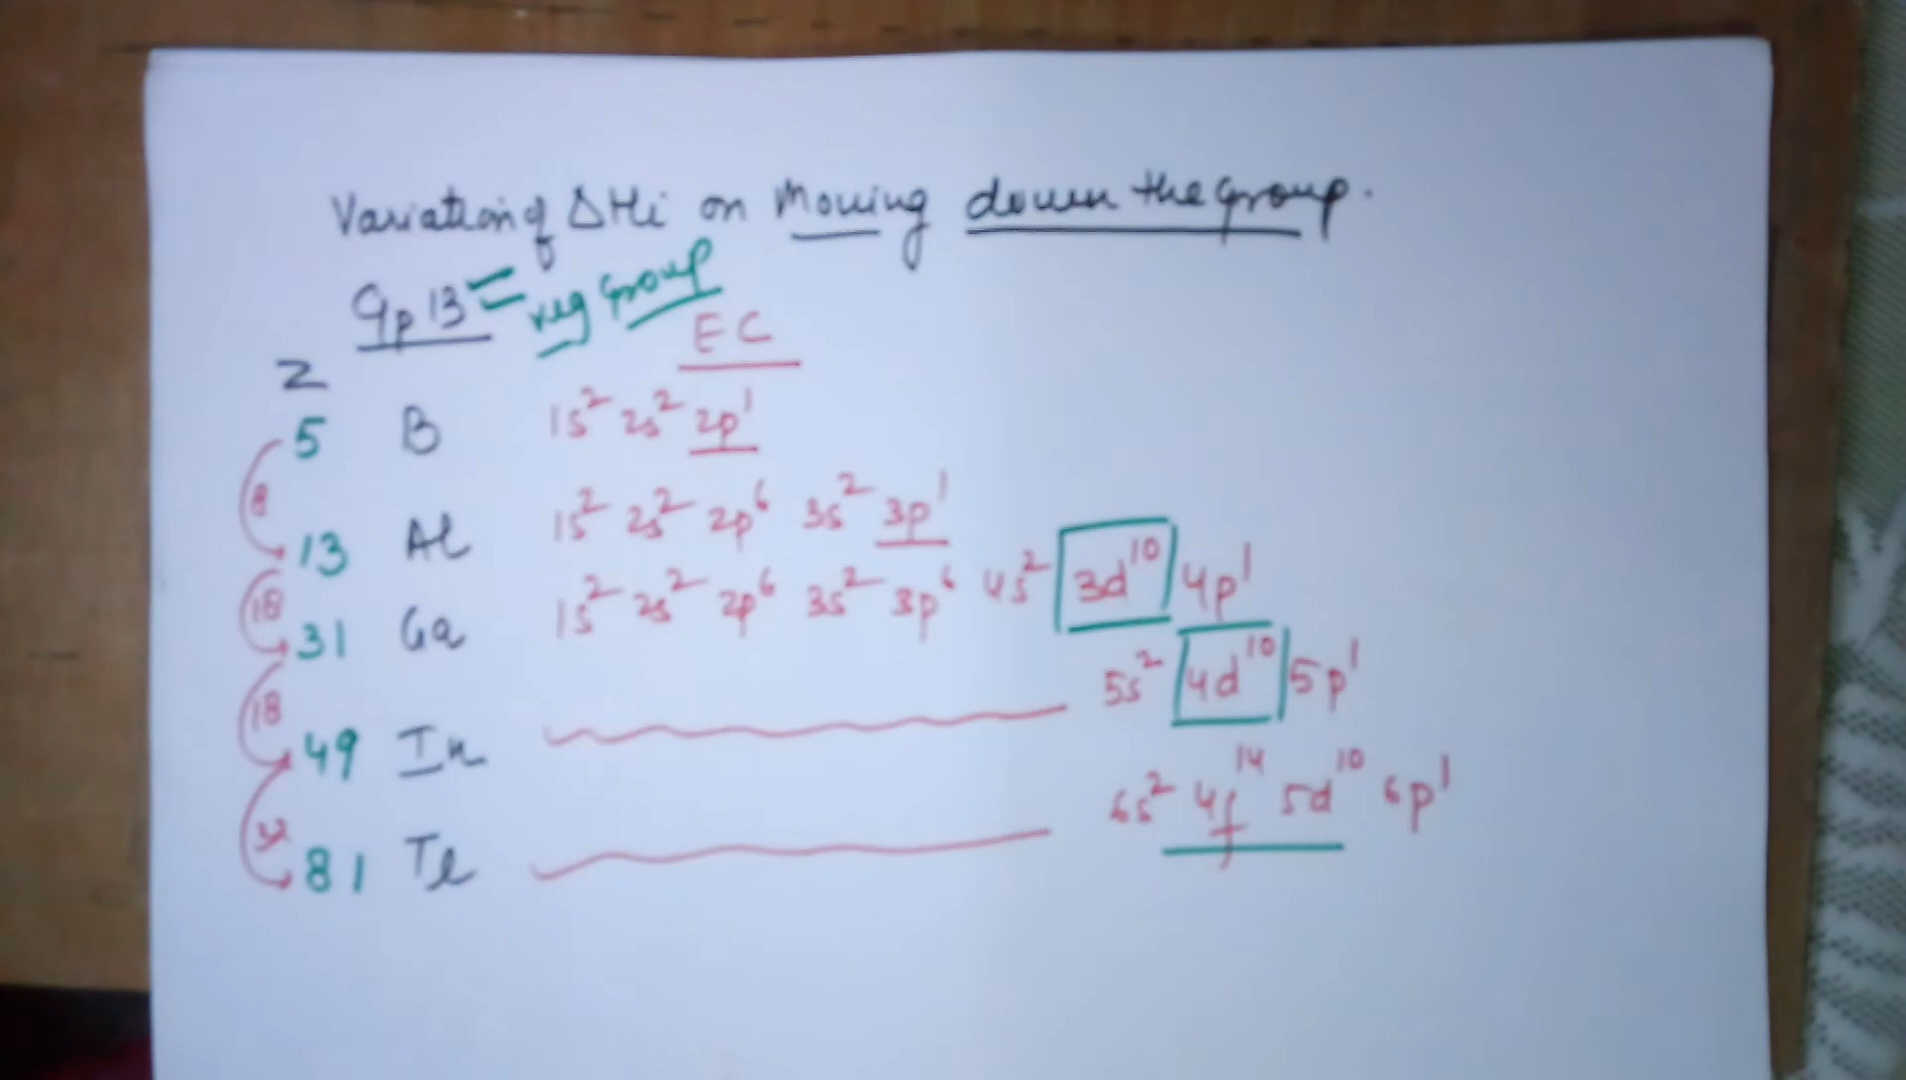 Variation of ΔHi on Moving down the group.
Gp 13 = reg group
Z EC
5 B 1s² 2s² 2p¹
8
13 Al 1s² 2s² 2p⁶ 3s² 3p¹
18
31 Ga 1s² 2s² 2p⁶ 3s² 3p⁶ 4s² 3d¹⁰ 4p¹
18
49 In 5s² 4d¹⁰ 5p¹
32
81 Tl 6s² 4f¹⁴ 5d¹⁰ 6p¹